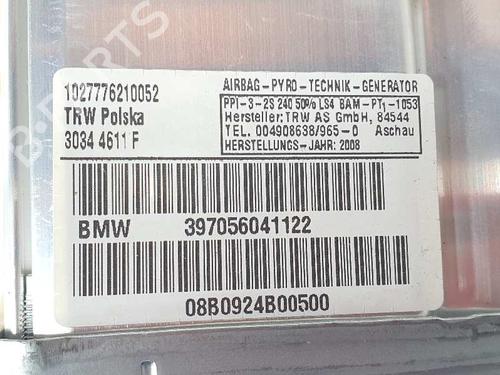 B-PARTS
1027776210052
TRW Polska
3034 4611 F
AIRBAG-PYRO-TECHNIK-GENERATOR
PPI-3-2S 240 50% LS4 BAM-PT1-1053
Hersteller: TRW AS GmbH, 84544
TEL. 004908638/965-0 Aschau
HERSTELLUNGS-JAHR: 2008
BMW 397056041122
08B0924B00500